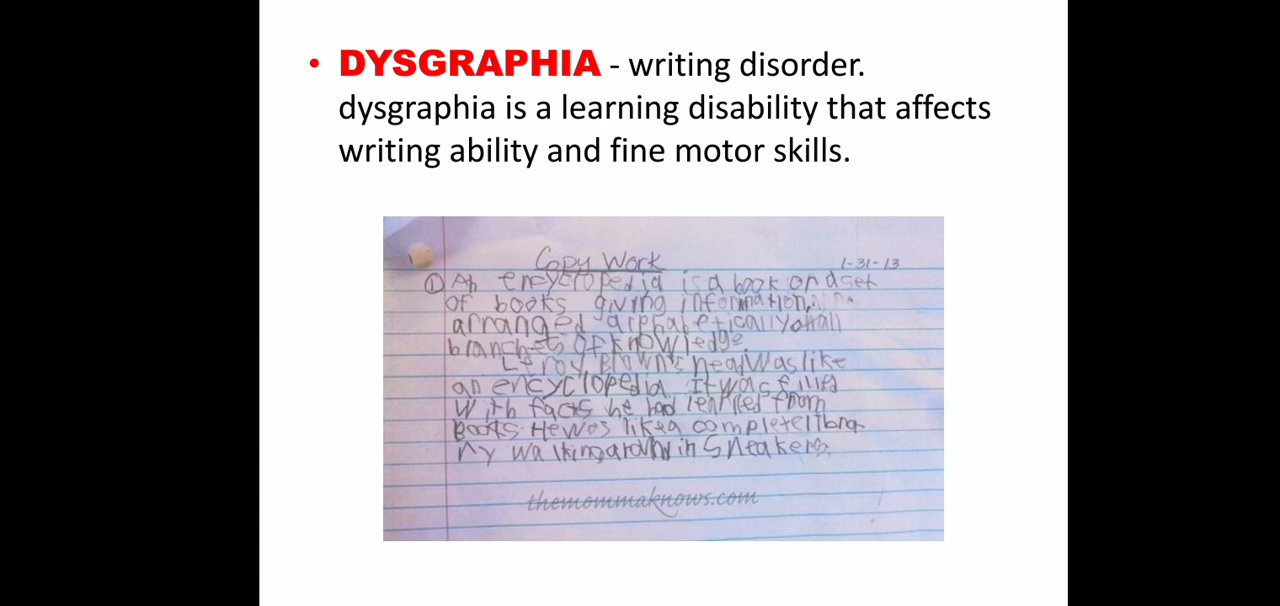 • DYSGRAPHIA - writing disorder.
dysgraphia is a learning disability that affects
writing ability and fine motor skills.
Copy Work
1-31-13
① An encyclopedia is a book or a set
of books giving information,
arranged alphabetically of all
branches of knowledge.
Leroy Brown's head was like
an encyclopedia. It was filled
with facts he had learned from
books. He was like a complete libra
ry walking around in sneakers.
themommaknows.com